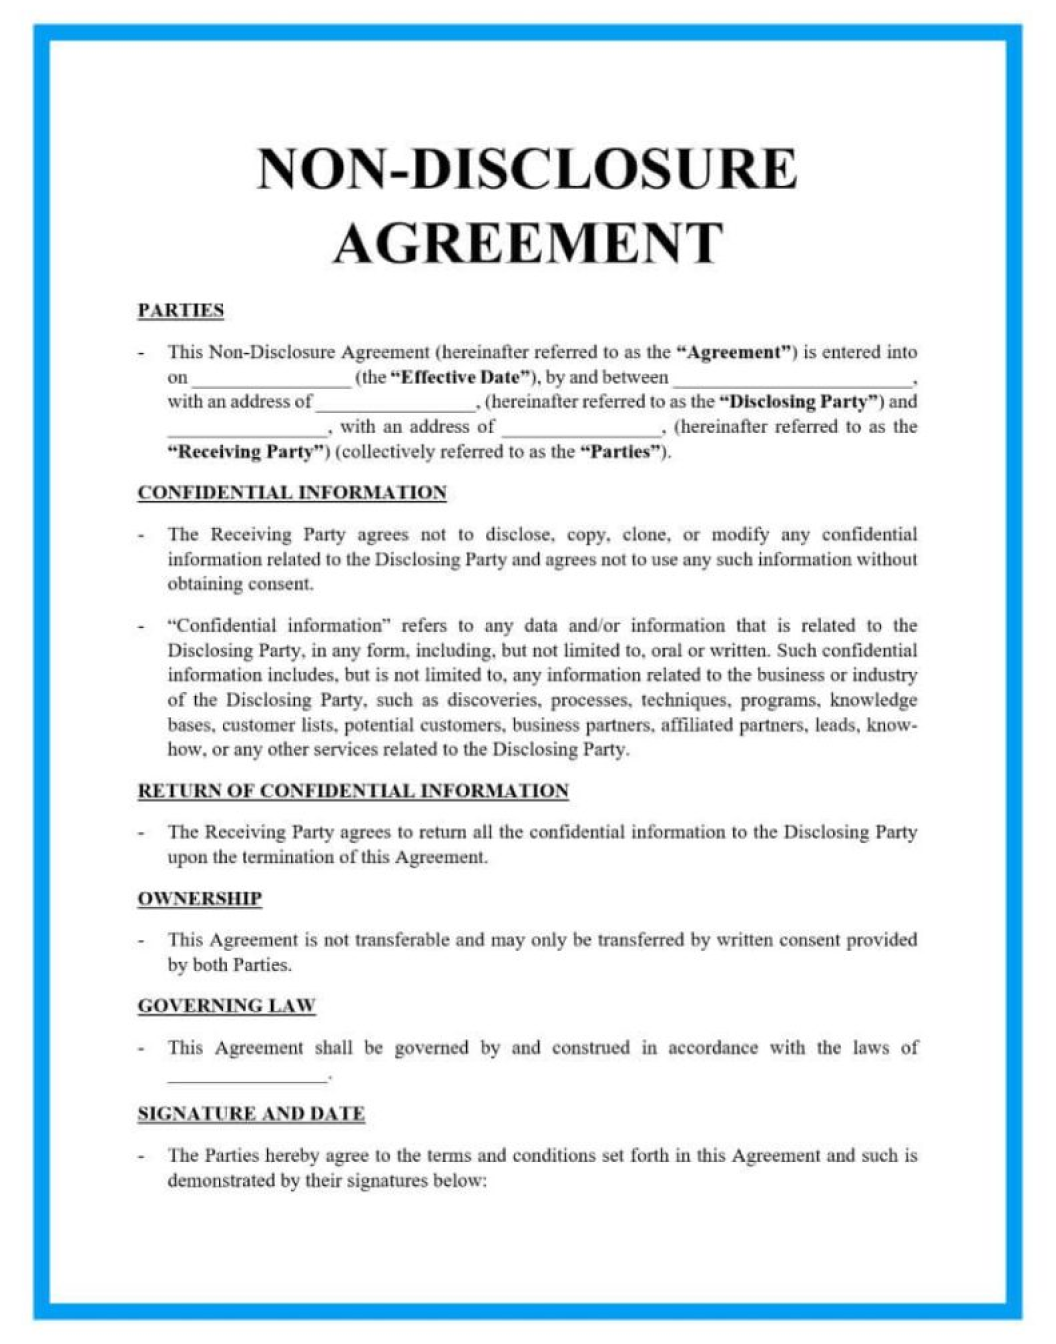 NON-DISCLOSURE
AGREEMENT
PARTIES
- This Non-Disclosure Agreement (hereinafter referred to as the “Agreement”) is entered into
on ________________ (the “Effective Date”), by and between ________________________,
with an address of ________________, (hereinafter referred to as the “Disclosing Party”) and
________________, with an address of ________________, (hereinafter referred to as the
“Receiving Party”) (collectively referred to as the “Parties”).
CONFIDENTIAL INFORMATION
- The Receiving Party agrees not to disclose, copy, clone, or modify any confidential
information related to the Disclosing Party and agrees not to use any such information without
obtaining consent.
- “Confidential information” refers to any data and/or information that is related to the
Disclosing Party, in any form, including, but not limited to, oral or written. Such confidential
information includes, but is not limited to, any information related to the business or industry
of the Disclosing Party, such as discoveries, processes, techniques, programs, knowledge
bases, customer lists, potential customers, business partners, affiliated partners, leads, know-
how, or any other services related to the Disclosing Party.
RETURN OF CONFIDENTIAL INFORMATION
- The Receiving Party agrees to return all the confidential information to the Disclosing Party
upon the termination of this Agreement.
OWNERSHIP
- This Agreement is not transferable and may only be transferred by written consent provided
by both Parties.
GOVERNING LAW
- This Agreement shall be governed by and construed in accordance with the laws of
________________.
SIGNATURE AND DATE
- The Parties hereby agree to the terms and conditions set forth in this Agreement and such is
demonstrated by their signatures below: